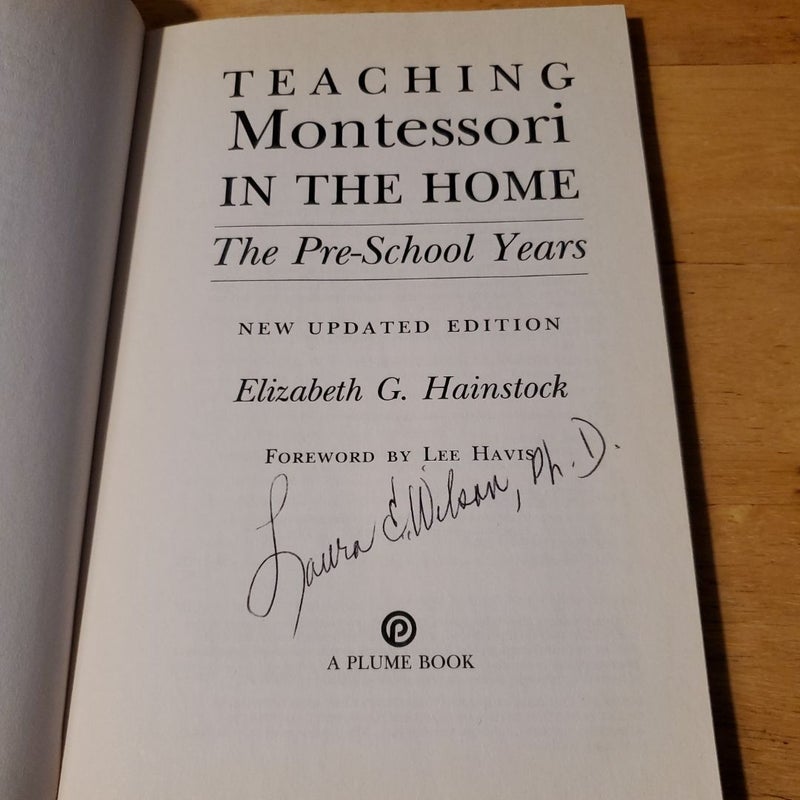 TEACHING
Montessori
IN THE HOME
The Pre-School Years
NEW UPDATED EDITION
Elizabeth G. Hainstock
FOREWORD BY LEE HAVIS
Laura E. Wilson, Ph.D.
P
A PLUME BOOK